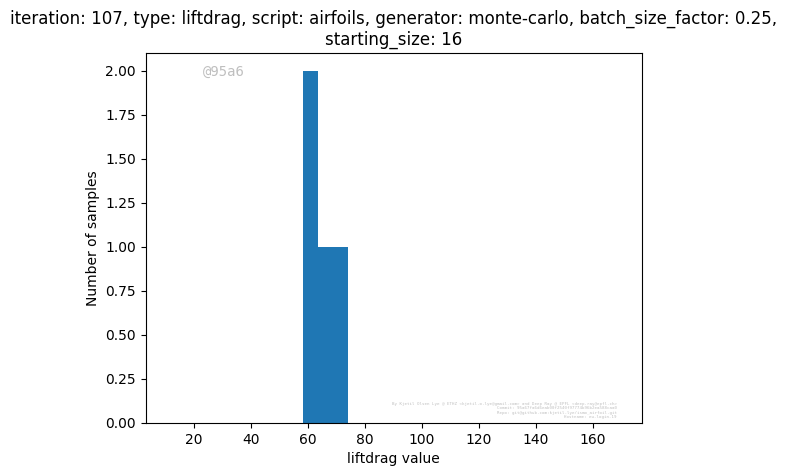 iteration: 107, type: liftdrag, script: airfoils, generator: monte-carlo, batch_size_factor: 0.25,
starting_size: 16
@95a6
2.00
1.75
1.50
1.25
1.00
0.75
0.50
0.25
0.00
Number of samples
20 40 60 80 100 120 140 160
liftdrag value